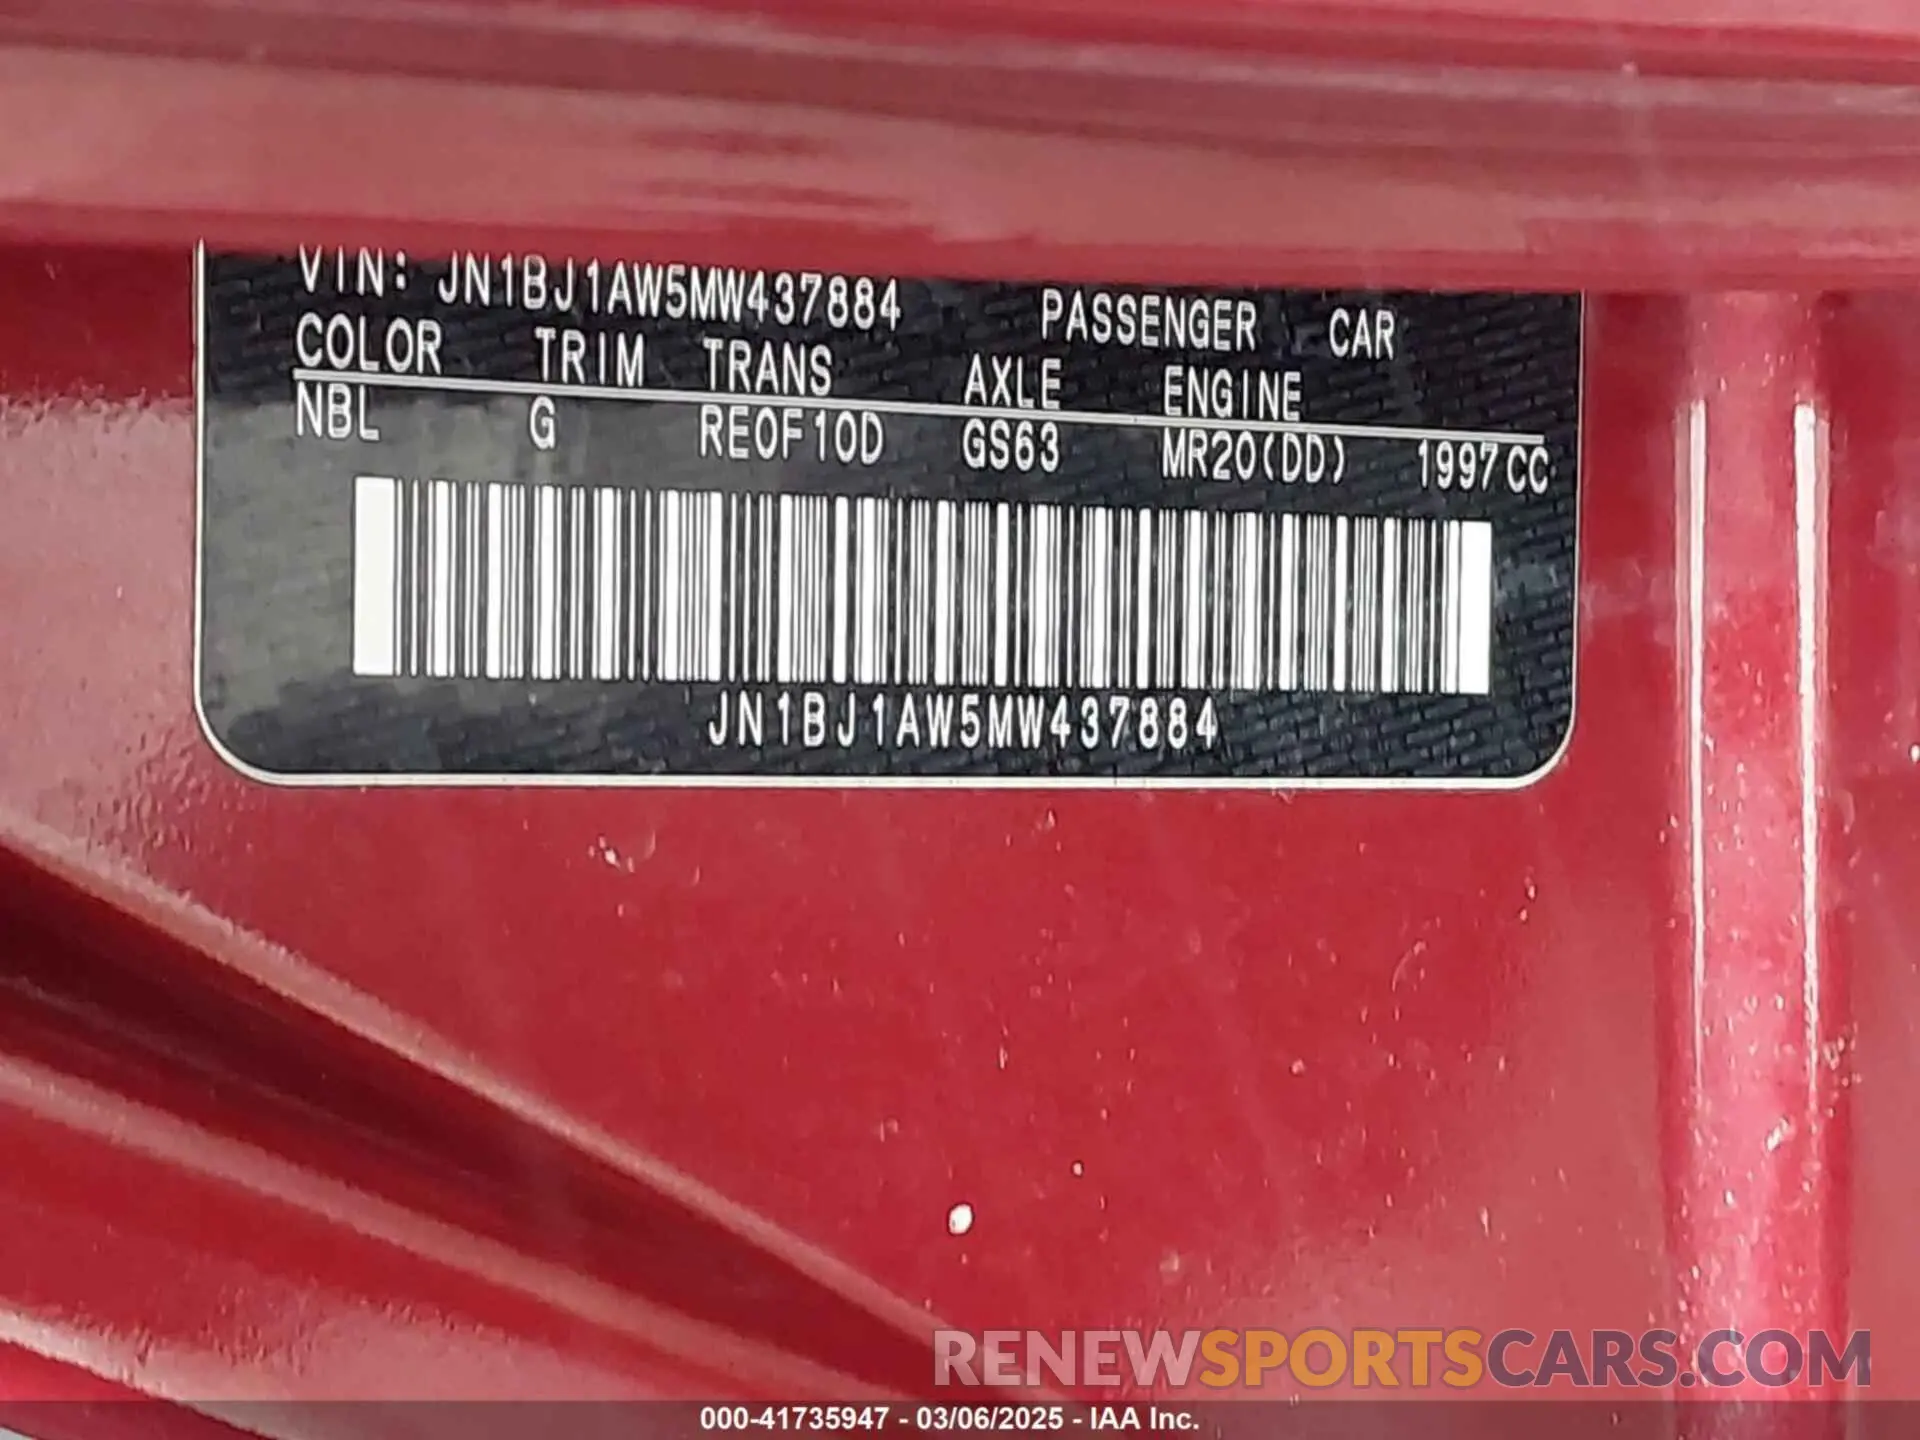 VIN: JN1BJ1AW5MW437884 PASSENGER CAR
COLOR TRIM TRANS AXLE ENGINE
NBL G RE0F10D GS63 MR20(DD) 1997CC
JN1BJ1AW5MW437884
RENEWSPORTSCARS.COM
000-41735947 - 03/06/2025 - IAA Inc.